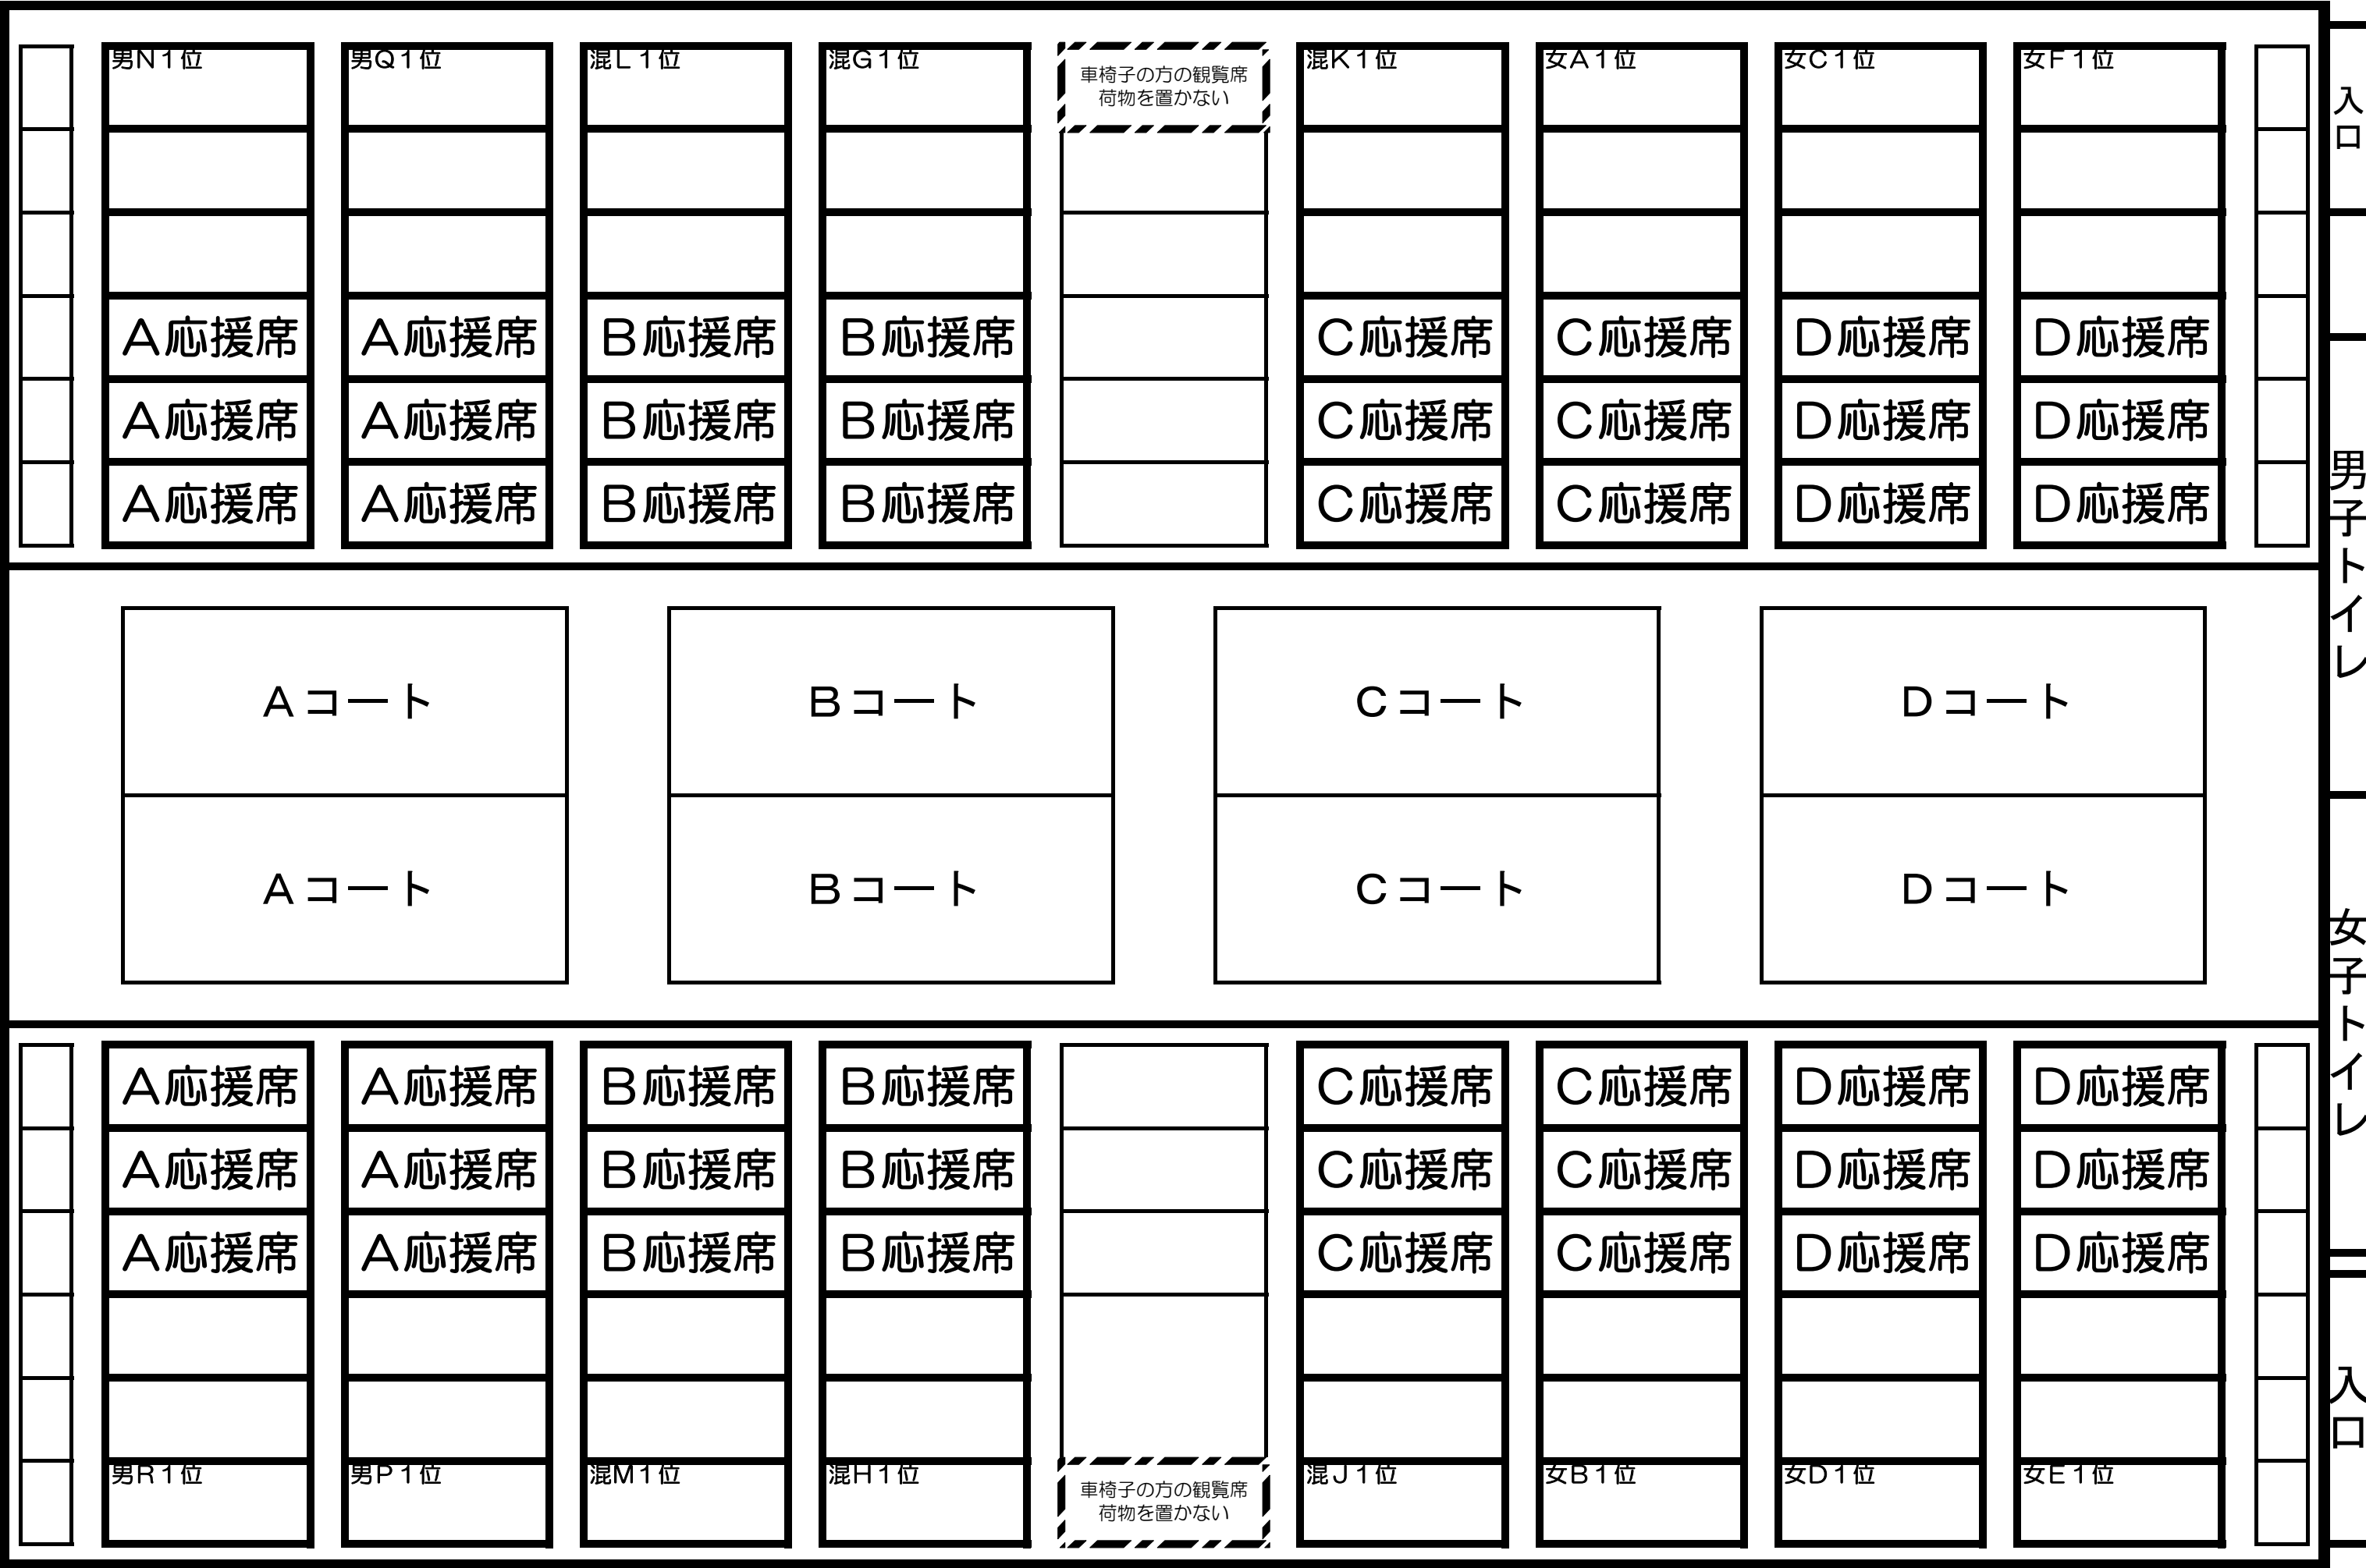 男N1位 男Q1位 混L1位 混G1位 車椅子の方の観覧席 混K1位 女A1位 女C1位 女F1位
荷物を置かない
入口
A応援席 A応援席 B応援席 B応援席 C応援席 C応援席 D応援席 D応援席
A応援席 A応援席 B応援席 B応援席 C応援席 C応援席 D応援席 D応援席
A応援席 A応援席 B応援席 B応援席 C応援席 C応援席 D応援席 D応援席
男子トイレ
Aコート Bコート Cコート Dコート
Aコート Bコート Cコート Dコート
女子トイレ
A応援席 A応援席 B応援席 B応援席 C応援席 C応援席 D応援席 D応援席
A応援席 A応援席 B応援席 B応援席 C応援席 C応援席 D応援席 D応援席
A応援席 A応援席 B応援席 B応援席 C応援席 C応援席 D応援席 D応援席
入口
男R1位 男P1位 混M1位 混H1位 車椅子の方の観覧席 混J1位 女B1位 女D1位 女E1位
荷物を置かない